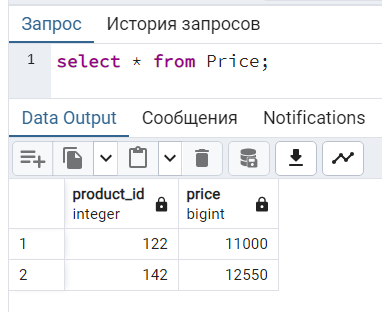 Запрос История запросов
1 select * from Price;
Data Output Сообщения Notifications
product_id price
integer bigint
1 122 11000
2 142 12550